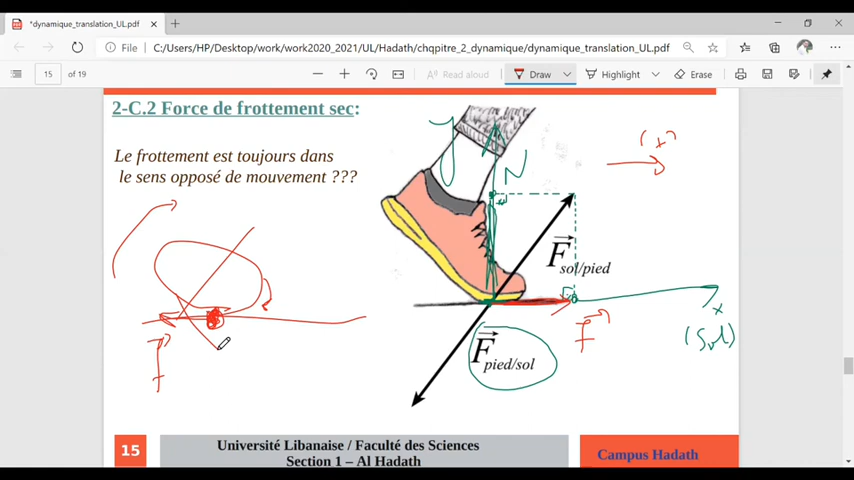 *dynamique_translation_UL.pdf
File
C:/Users/HP/Desktop/work/work2020_2021/UL/Hadath/chqpitre_2_dynamique/dynamique_translation_UL.pdf
15 of 19
Read aloud
Draw
Highlight
Erase
2-C.2 Force de frottement sec:
Le frottement est toujours dans
le sens opposé de mouvement ???
y
N
(x)
F sol/pied
f
x
(Sol)
F pied/sol
f
15
Université Libanaise / Faculté des Sciences
Section 1 – Al Hadath
Campus Hadath